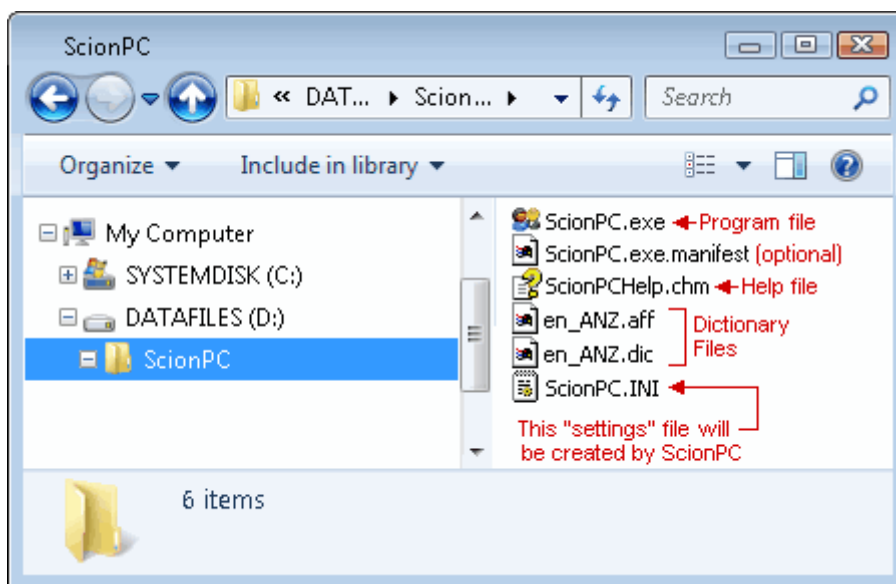 ScionPC
« DAT... Scion... Search
Organize Include in library
My Computer
SYSTEMDISK (C:)
DATAFILES (D:)
ScionPC
ScionPC.exe Program file
ScionPC.exe.manifest (optional)
ScionPCHelp.chm Help file
en_ANZ.aff
en_ANZ.dic
Dictionary
Files
ScionPC.INI
This "settings" file will
be created by ScionPC
6 items